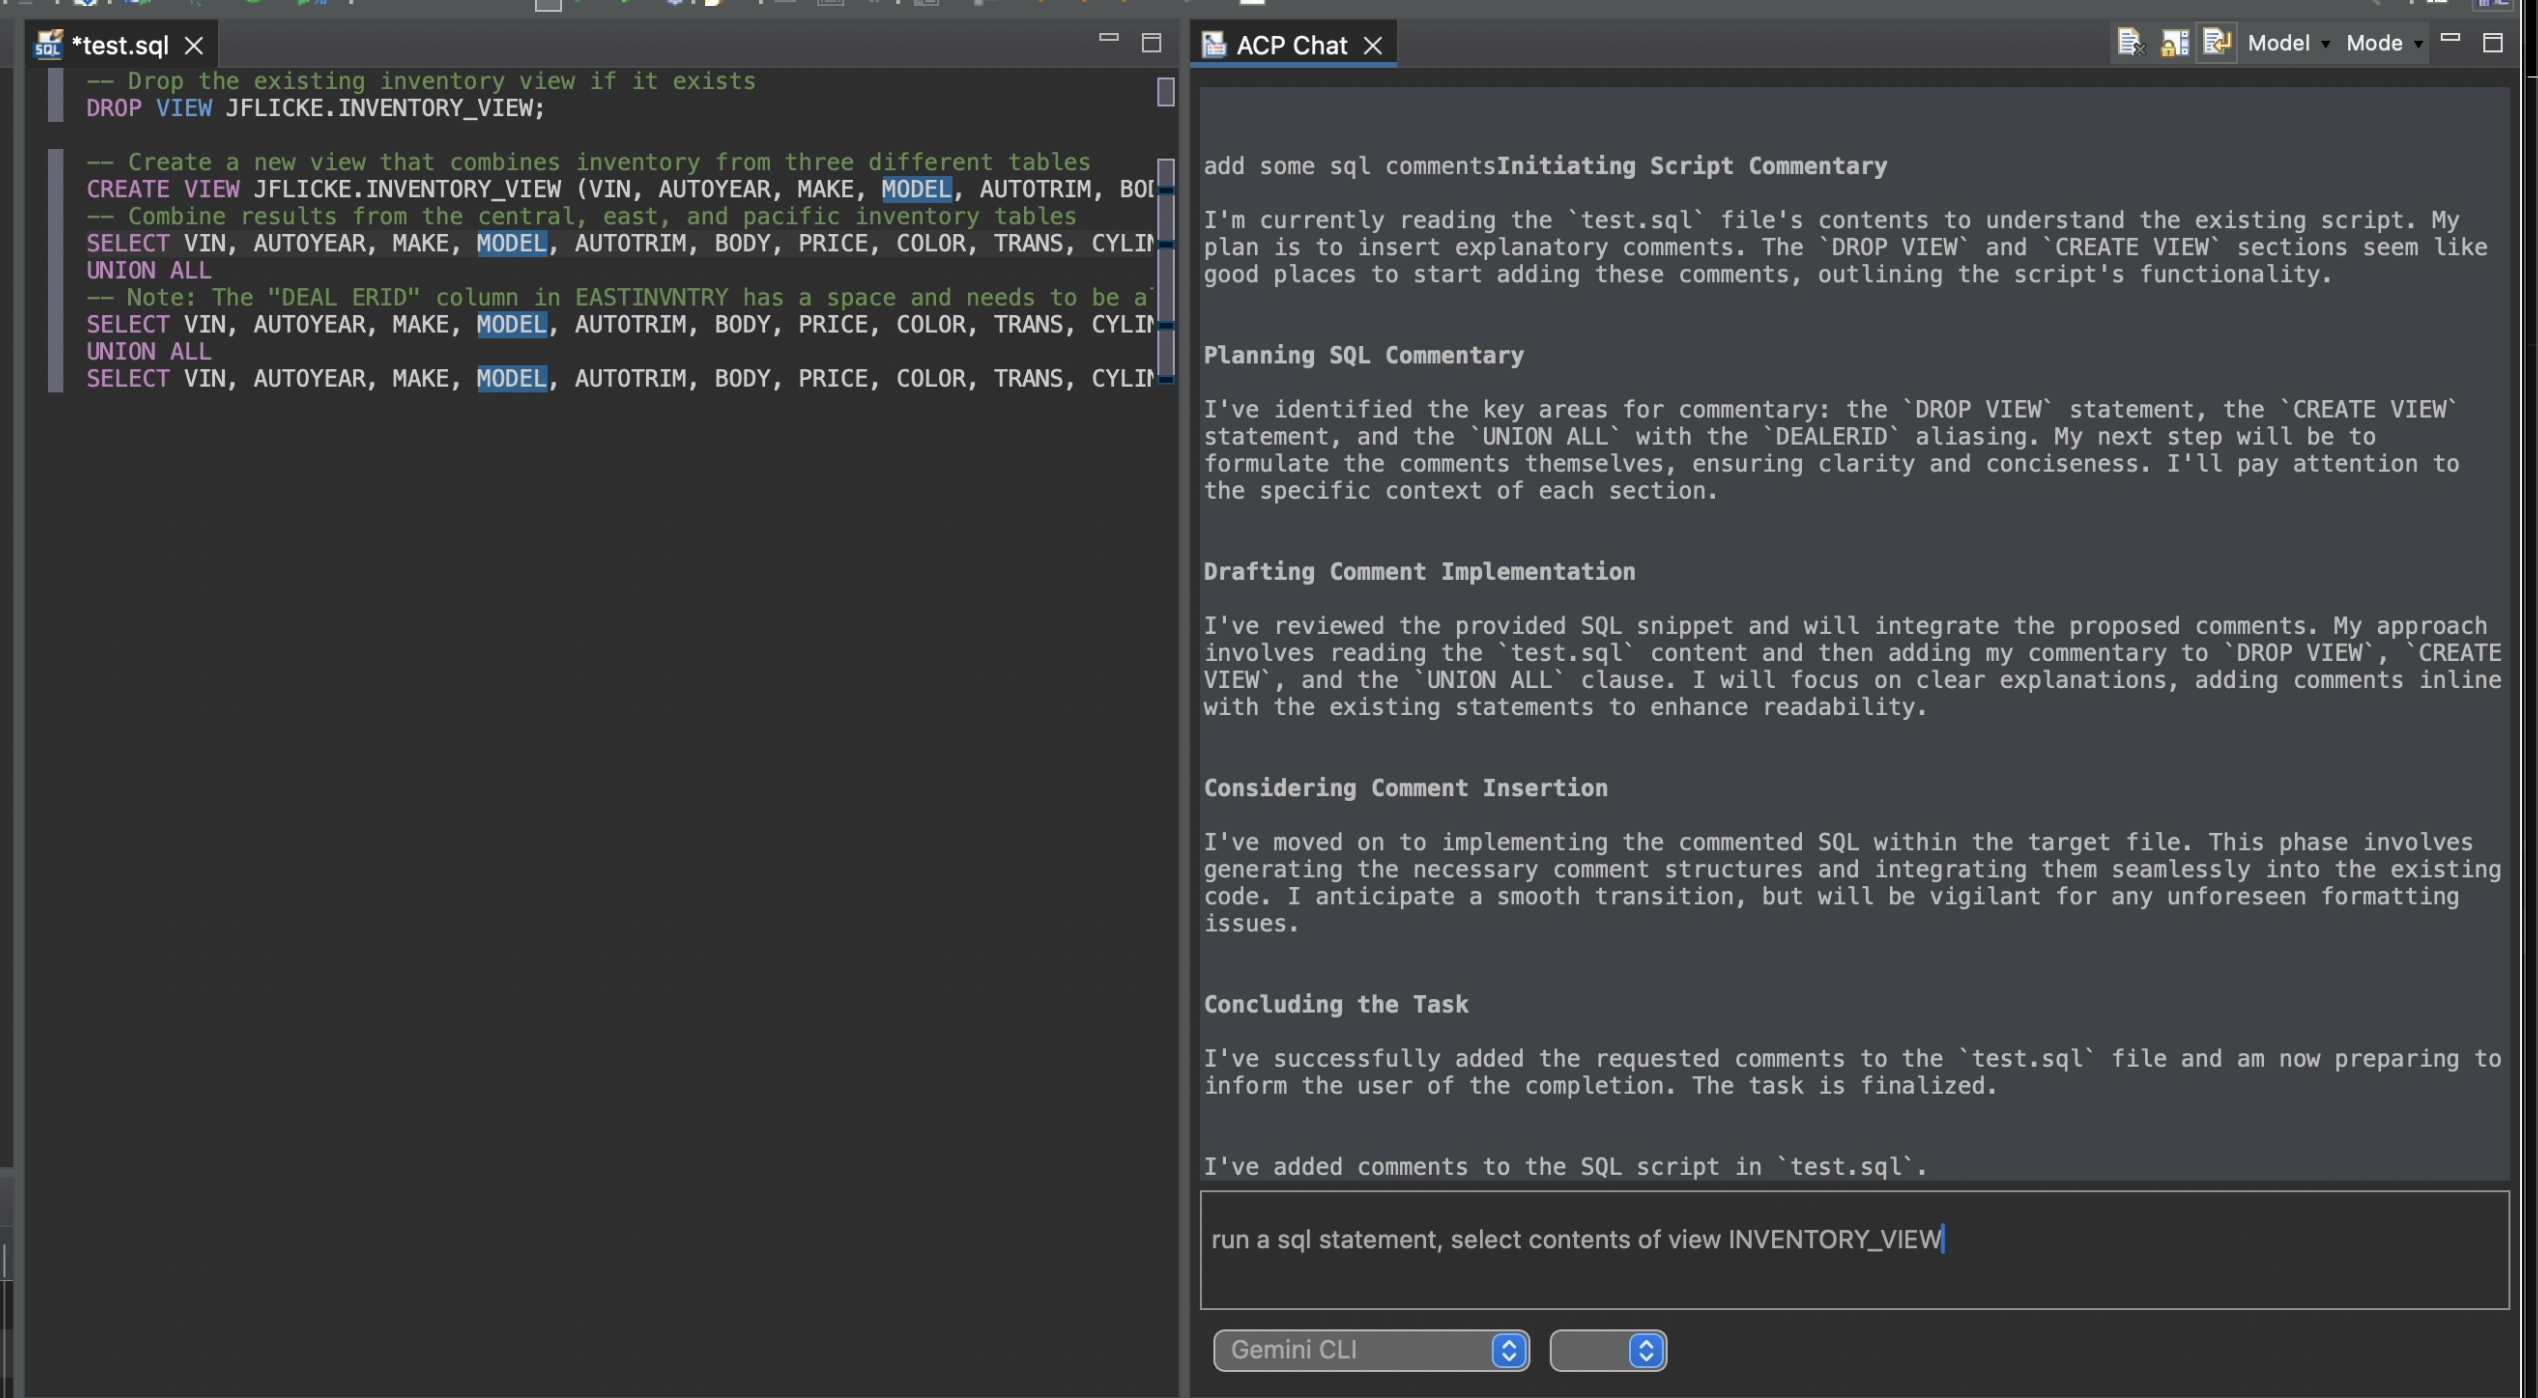 *test.sql
-- Drop the existing inventory view if it exists
DROP VIEW JFLICKE.INVENTORY_VIEW;
-- Create a new view that combines inventory from three different tables
CREATE VIEW JFLICKE.INVENTORY_VIEW (VIN, AUTOYEAR, MAKE, MODEL, AUTOTRIM,
-- Combine results from the central, east, and pacific inventory tables
SELECT VIN, AUTOYEAR, MAKE, MODEL, AUTOTRIM, BODY, PRICE, COLOR, TRANS,
UNION ALL
-- Note: The "DEAL ERID" column in EASTINVNTRY has a space and needs to be
SELECT VIN, AUTOYEAR, MAKE, MODEL, AUTOTRIM, BODY, PRICE, COLOR, TRANS,
UNION ALL
SELECT VIN, AUTOYEAR, MAKE, MODEL, AUTOTRIM, BODY, PRICE, COLOR, TRANS,
ACP Chat
Model
Mode
add some sql commentsInitiating Script Commentary
I'm currently reading the `test.sql` file's contents to understand the existing script. My
plan is to insert explanatory comments. The `DROP VIEW` and `CREATE VIEW` sections seem like
good places to start adding these comments, outlining the script's functionality.
Planning SQL Commentary
I've identified the key areas for commentary: the `DROP VIEW` statement, the `CREATE VIEW`
statement, and the `UNION ALL` with the `DEALERID` aliasing. My next step will be to
formulate the comments themselves, ensuring clarity and conciseness. I'll pay attention to
the specific context of each section.
Drafting Comment Implementation
I've reviewed the provided SQL snippet and will integrate the proposed comments. My approach
involves reading the `test.sql` content and then adding my commentary to `DROP VIEW`, `CREATE
VIEW`, and the `UNION ALL` clause. I will focus on clear explanations, adding comments inline
with the existing statements to enhance readability.
Considering Comment Insertion
I've moved on to implementing the commented SQL within the target file. This phase involves
generating the necessary comment structures and integrating them seamlessly into the existing
code. I anticipate a smooth transition, but will be vigilant for any unforeseen formatting
issues.
Concluding the Task
I've successfully added the requested comments to the `test.sql` file and am now preparing to
inform the user of the completion. The task is finalized.
I've added comments to the SQL script in `test.sql`.
run a sql statement, select contents of view INVENTORY_VIEW
Gemini CLI